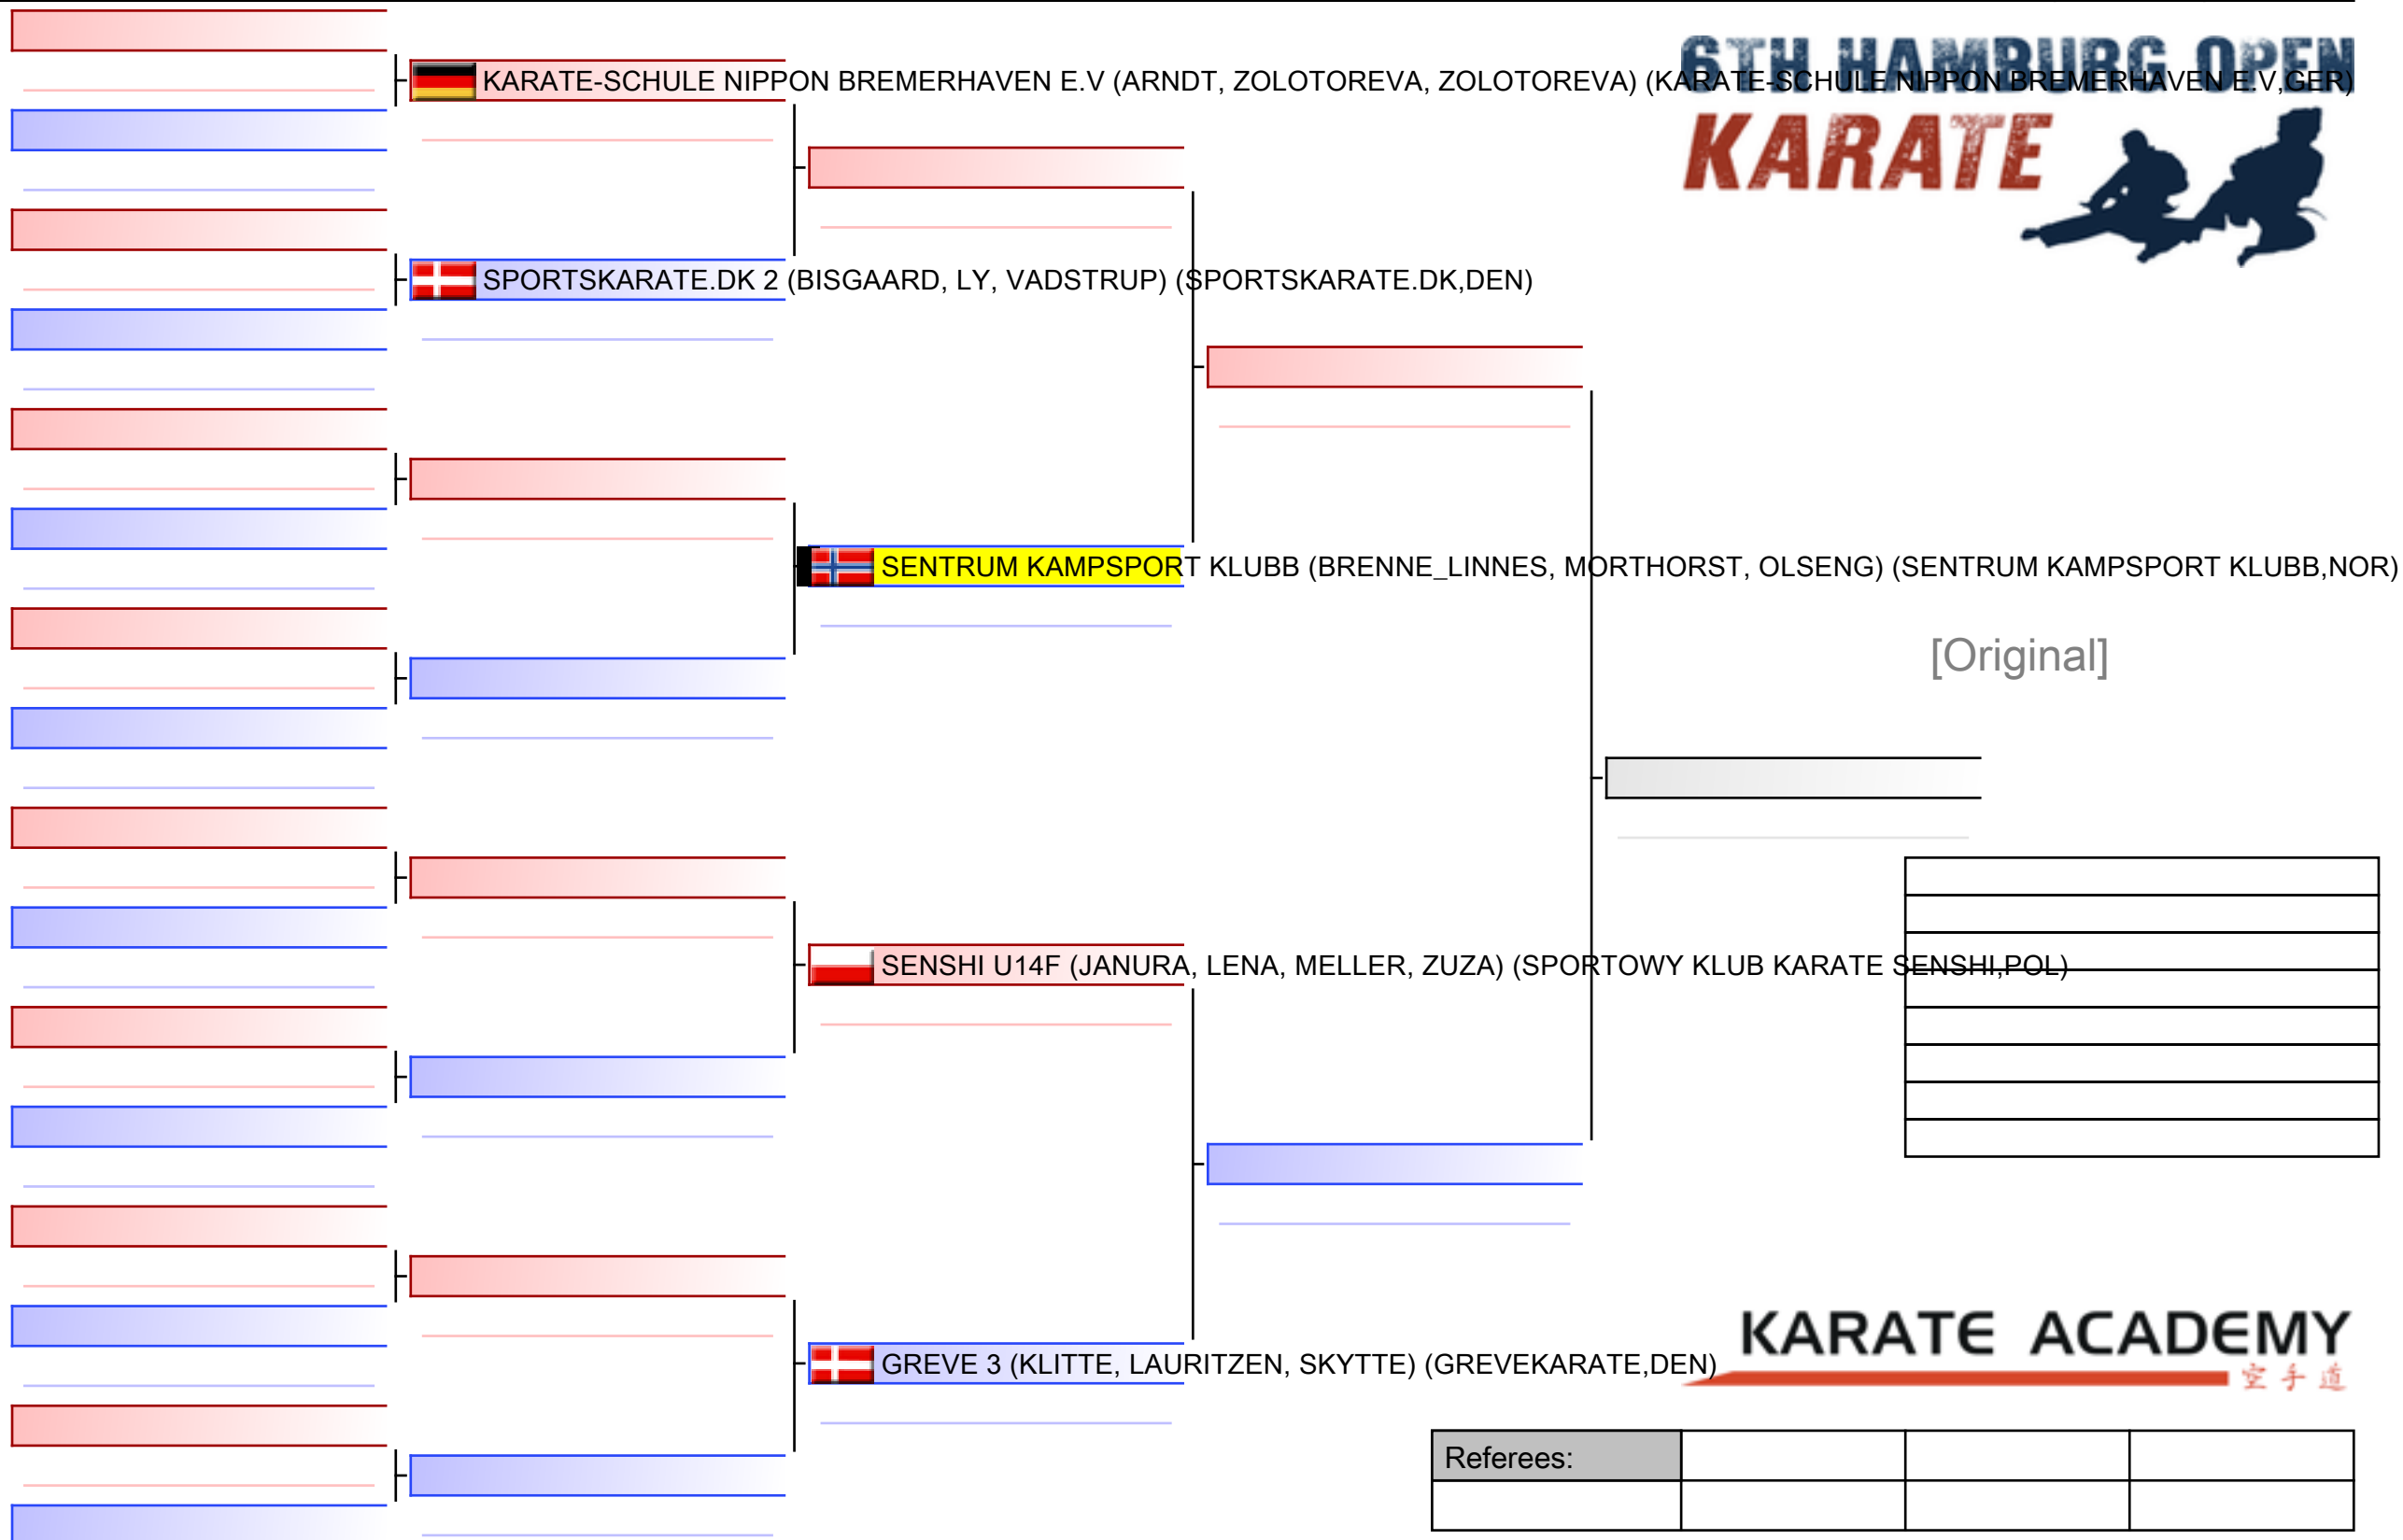 6TH HAMBURG OPEN
KARATE-SCHULE NIPPON BREMERHAVEN E.V (ARNDT, ZOLOTOREVA, ZOLOTOREVA) (KARATE-SCHULE NIPPON BREMERHAVEN E.V,GER)
KARATE
SPORTSKARATE.DK 2 (BISGAARD, LY, VADSTRUP) (SPORTSKARATE.DK,DEN)
SENTRUM KAMPSPORT KLUBB (BRENNE_LINNES, MORTHORST, OLSENG) (SENTRUM KAMPSPORT KLUBB,NOR)
[Original]
SENSHI U14F (JANURA, LENA, MELLER, ZUZA) (SPORTOWY KLUB KARATE SENSHI,POL)
KARATE ACADEMY
GREVE 3 (KLITTE, LAURITZEN, SKYTTE) (GREVEKARATE,DEN)
空手道
Referees: